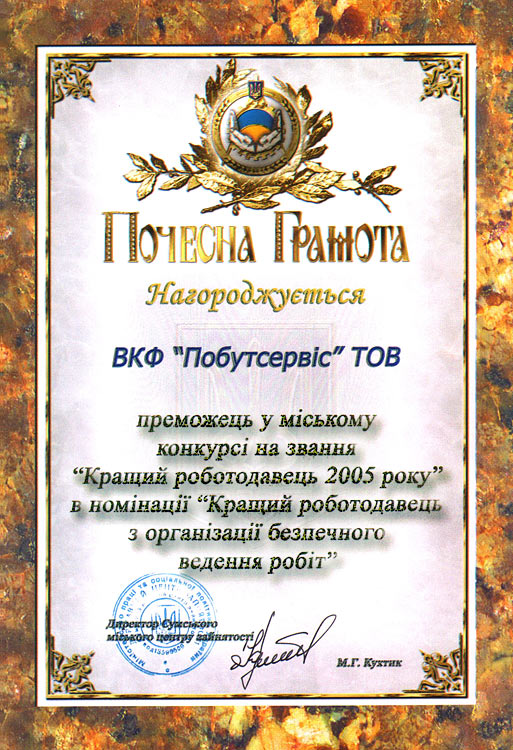 Почесна Грамота
Нагороджується
ВКФ “Побутсервіс” ТОВ
преможець у міському
конкурсі на звання
“Кращий роботодавець 2005 року”
в номінації “Кращий роботодавець
з організації безпечного
ведення робіт”
Директор Сумського
міського центру зайнятості
М.Г. Кухтик